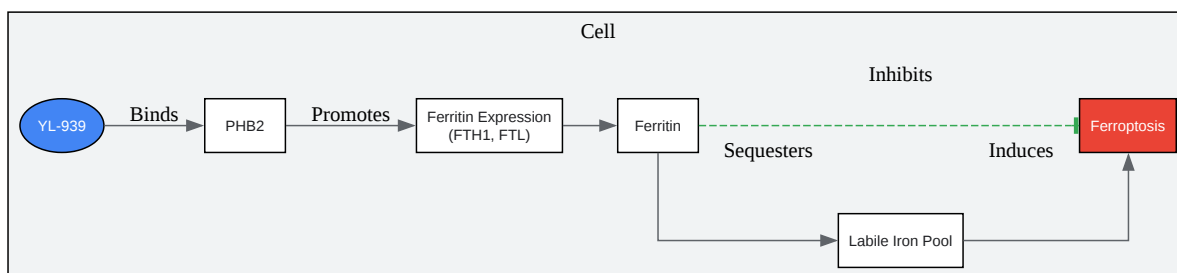 Cell
Inhibits
YL-939
Binds
PHB2
Promotes
Ferritin Expression
(FTH1, FTL)
Ferritin
Sequesters
Induces
Ferroptosis
Labile Iron Pool